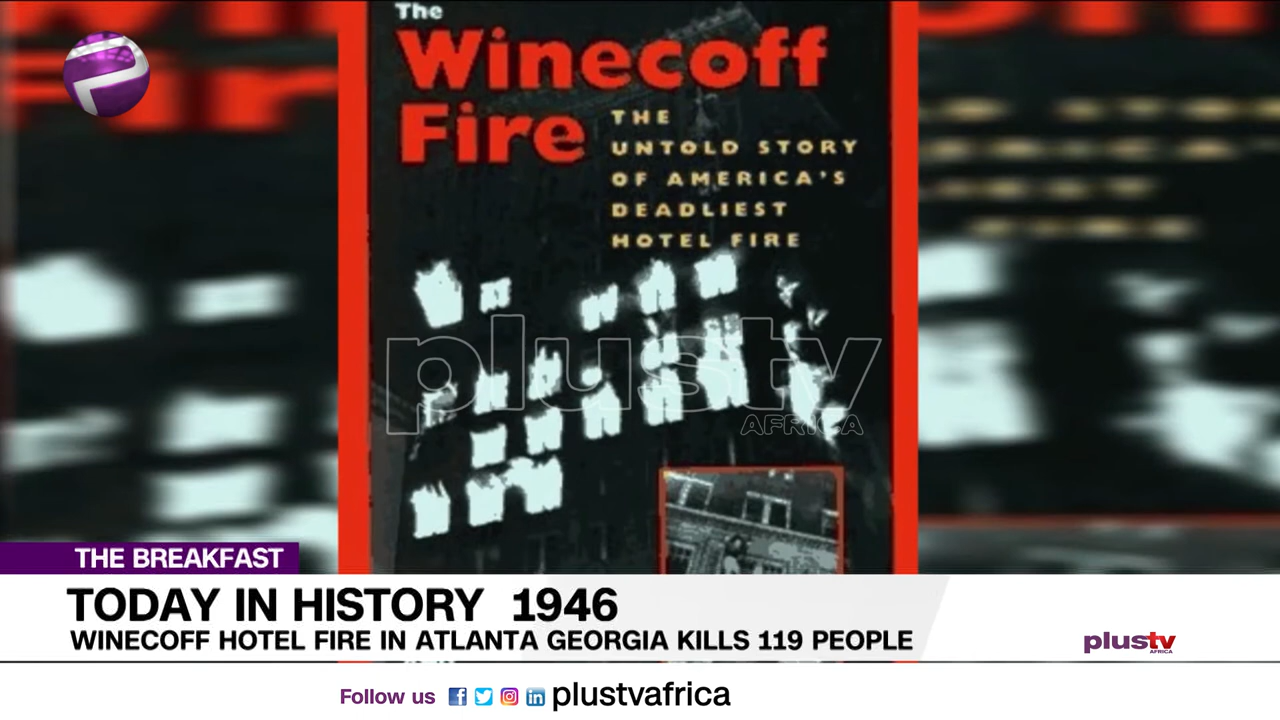 The
Winecoff
Fire
THE
UNTOLD STORY
OF AMERICA'S
DEADLIEST
HOTEL FIRE
plustv
AFRICA
THE BREAKFAST
TODAY IN HISTORY 1946
WINECOFF HOTEL FIRE IN ATLANTA GEORGIA KILLS 119 PEOPLE
plustv
AFRICA
Follow us plustvafrica